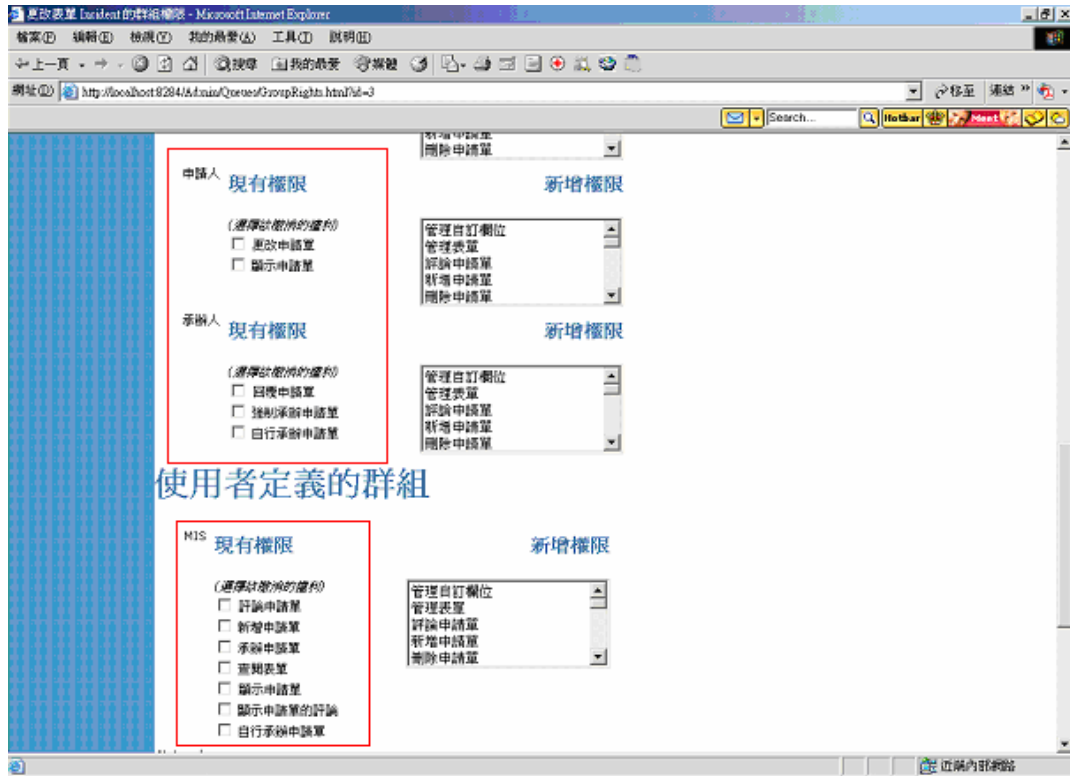 更改表單 Incident 的群組權限 - Microsoft Internet Explorer
檔案(F) 編輯(E) 檢視(V) 我的最愛(A) 工具(T) 說明(H)
上一頁 搜尋 我的最愛 媒體
網址(D) http://localhost:8284/Admin/Queues/GroupRights.html?id=3 移至 連結 »
Search... Hotbar Meet
新增申請單
刪除申請單
申請人 現有權限 新增權限
(選擇欲撤消的權利)
更改申請單
顯示申請單
管理自訂欄位
管理表單
評論申請單
新增申請單
刪除申請單
承辦人 現有權限 新增權限
(選擇欲撤消的權利)
回覆申請單
強制承辦申請單
自行承辦申請單
管理自訂欄位
管理表單
評論申請單
新增申請單
刪除申請單
使用者定義的群組
MIS 現有權限 新增權限
(選擇欲撤消的權利)
評論申請單
新增申請單
承辦申請單
查閱表單
顯示申請單
顯示申請單的評論
自行承辦申請單
管理自訂欄位
管理表單
評論申請單
新增申請單
刪除申請單
近端內部網路